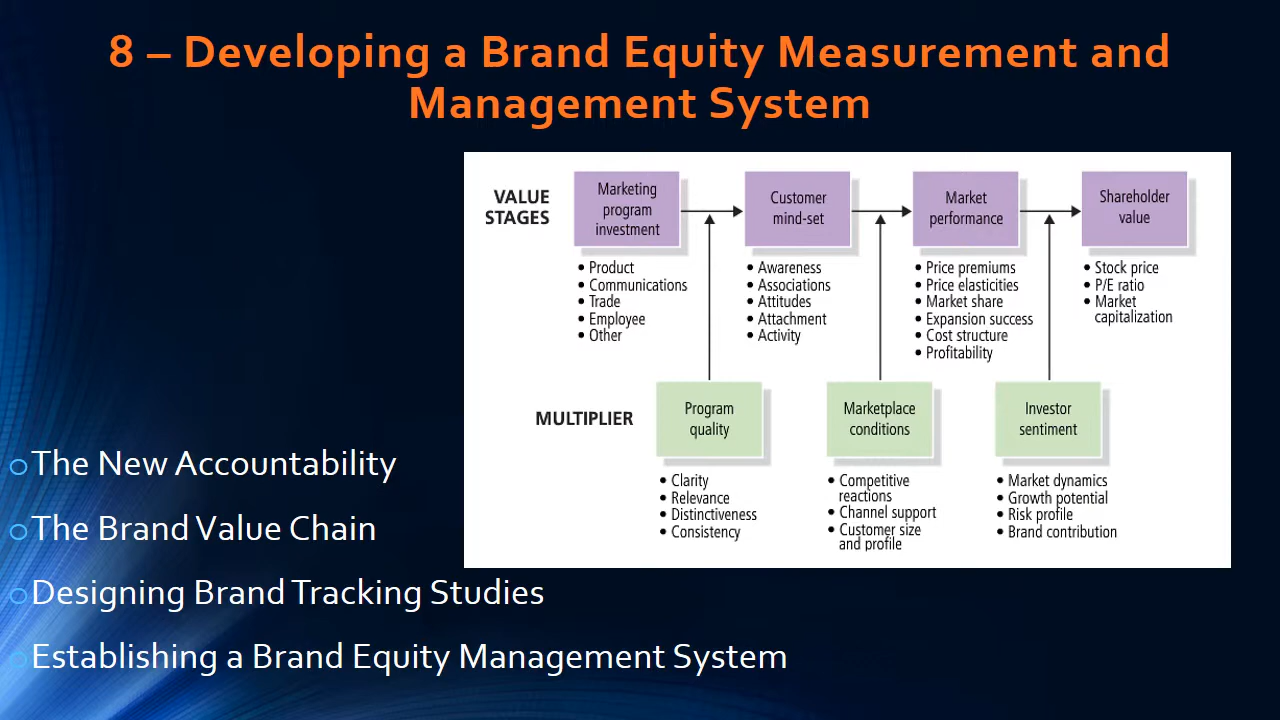 8 – Developing a Brand Equity Measurement and
Management System
VALUE
STAGES
Marketing
program
investment
• Product
• Communications
• Trade
• Employee
• Other
Customer
mind-set
• Awareness
• Associations
• Attitudes
• Attachment
• Activity
Market
performance
• Price premiums
• Price elasticities
• Market share
• Expansion success
• Cost structure
• Profitability
Shareholder
value
• Stock price
• P/E ratio
• Market
capitalization
MULTIPLIER
Program
quality
• Clarity
• Relevance
• Distinctiveness
• Consistency
Marketplace
conditions
• Competitive
reactions
• Channel support
• Customer size
and profile
Investor
sentiment
• Market dynamics
• Growth potential
• Risk profile
• Brand contribution
o The New Accountability
o The Brand Value Chain
o Designing Brand Tracking Studies
o Establishing a Brand Equity Management System